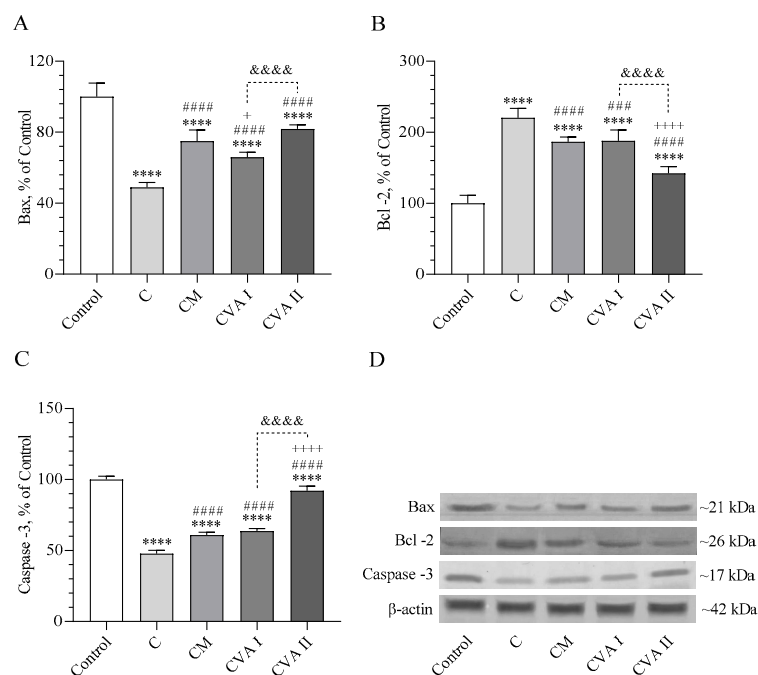 A
Bax, % of Control
120
80
40
0
&&&&
####
****
****
+
####
****
####
****
Control
C
CM
CVA I
CVA II
B
Bcl -2, % of Control
300
200
100
0
&&&&
****
####
****
###
****
++++
####
****
Control
C
CM
CVA I
CVA II
C
Caspase -3, % of Control
150
100
50
0
&&&&
****
####
****
####
****
++++
####
****
Control
C
CM
CVA I
CVA II
D
Bax ~21 kDa
Bcl -2 ~26 kDa
Caspase -3 ~17 kDa
β-actin ~42 kDa
Control
C
CM
CVA I
CVA II